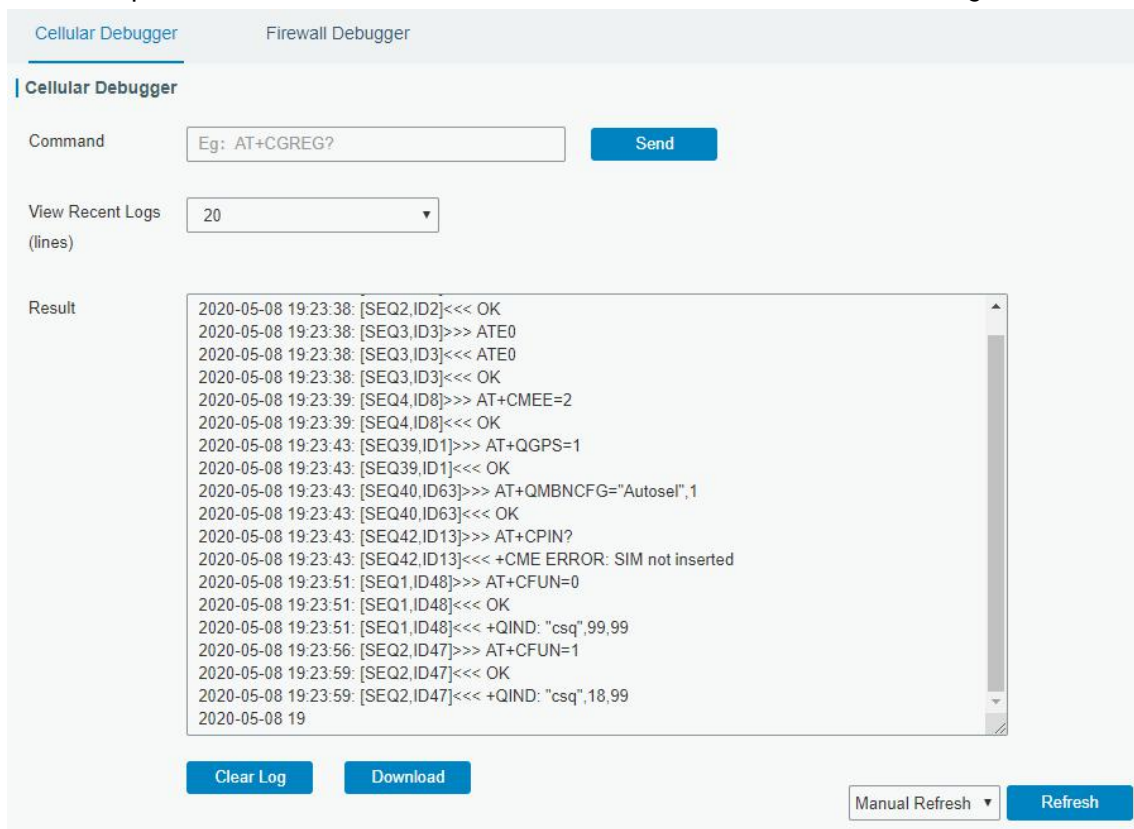 Cellular Debugger
Firewall Debugger
Cellular Debugger
Command
Eg: AT+CGREG?
Send
View Recent Logs
(lines)
20
Result
2020-05-08 19:23:38: [SEQ2,ID2]<<< OK
2020-05-08 19:23:38: [SEQ3,ID3]>>> ATE0
2020-05-08 19:23:38: [SEQ3,ID3]<<< ATE0
2020-05-08 19:23:38: [SEQ3,ID3]<<< OK
2020-05-08 19:23:39: [SEQ4,ID8]>>> AT+CMEE=2
2020-05-08 19:23:39: [SEQ4,ID8]<<< OK
2020-05-08 19:23:43: [SEQ39,ID1]>>> AT+QGPS=1
2020-05-08 19:23:43: [SEQ39,ID1]<<< OK
2020-05-08 19:23:43: [SEQ40,ID63]>>> AT+QMBNCFG="Autosel",1
2020-05-08 19:23:43: [SEQ40,ID63]<<< OK
2020-05-08 19:23:43: [SEQ42,ID13]>>> AT+CPIN?
2020-05-08 19:23:43: [SEQ42,ID13]<<< +CME ERROR: SIM not inserted
2020-05-08 19:23:51: [SEQ1,ID48]>>> AT+CFUN=0
2020-05-08 19:23:51: [SEQ1,ID48]<<< OK
2020-05-08 19:23:51: [SEQ1,ID48]<<< +QIND: "csq",99,99
2020-05-08 19:23:56: [SEQ2,ID47]>>> AT+CFUN=1
2020-05-08 19:23:59: [SEQ2,ID47]<<< OK
2020-05-08 19:23:59: [SEQ2,ID47]<<< +QIND: "csq",18,99
2020-05-08 19
Clear Log
Download
Manual Refresh
Refresh